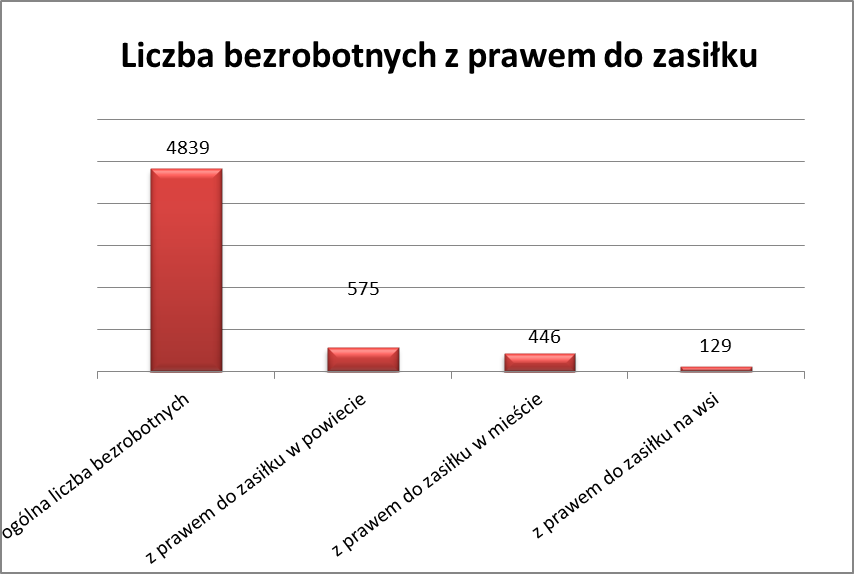 Liczba bezrobotnych z prawem do zasiłku
4839
575
446
129
ogólna liczba bezrobotnych
z prawem do zasiłku w powiecie
z prawem do zasiłku w mieście
z prawem do zasiłku na wsi